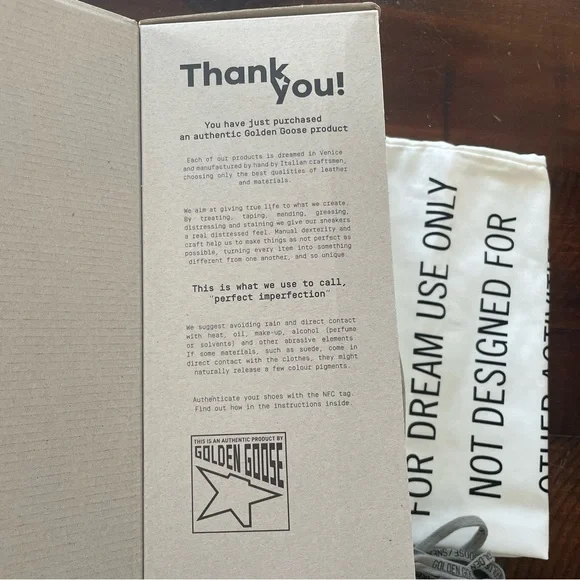 Thank
you!
You have just purchased
an authentic Golden Goose product
Each of our products is dreamed in Venice
and manufactured by hand by Italian craftsmen,
choosing only the best qualities of leather
and materials.
We aim at giving true life to what we create.
By treating, taping, manding, greasing,
distressing and staining we give our sneakers
a real distressed feel. Manual dexterity and
craft help us to make things as not perfect as
possible, turning every item into something
different from one another, and so unique.
This is what we use to call,
"perfect imperfection"
We suggest avoiding rain and direct contact
with heat, oil, make-up, alcohol (perfume
or solvents) and other abrasive elements
If some materials, such as suede, come in
direct contact with the clothes, they might
naturally release a few colour pigments.
Authenticate your shoes with the NFC tag.
Find out how in the instructions inside.
THIS IS AN AUTHENTIC PRODUCT BY
GOLDEN GOOSE
FOR DREAM USE ONLY
NOT DESIGNED FOR
OTHER
GOLDEN GOOSE